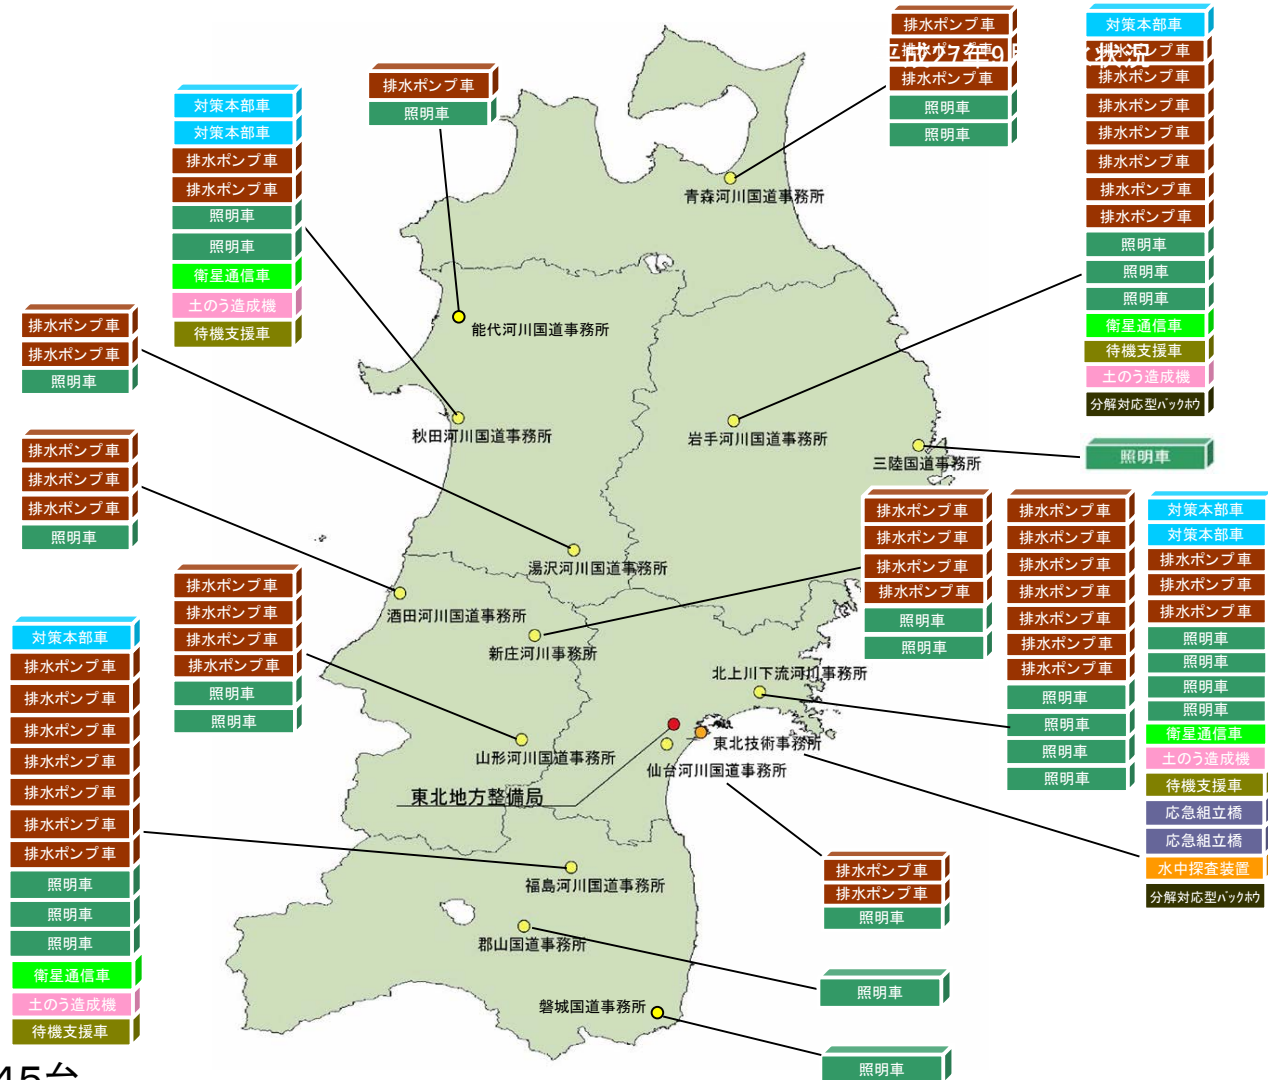 平成27年9
状況
排水ポンプ車
排水ポンプ車
排水ポンプ車
照明車
照明車
青森河川国道事務所
対策本部車
排水ポンプ車
排水ポンプ車
排水ポンプ車
排水ポンプ車
排水ポンプ車
排水ポンプ車
排水ポンプ車
照明車
照明車
照明車
衛星通信車
待機支援車
土のう造成機
分解対応型バックホウ
岩手河川国道事務所
排水ポンプ車
照明車
能代河川国道事務所
対策本部車
対策本部車
排水ポンプ車
排水ポンプ車
照明車
照明車
衛星通信車
土のう造成機
待機支援車
秋田河川国道事務所
照明車
三陸国道事務所
排水ポンプ車
排水ポンプ車
照明車
湯沢河川国道事務所
排水ポンプ車
排水ポンプ車
排水ポンプ車
照明車
酒田河川国道事務所
排水ポンプ車
排水ポンプ車
排水ポンプ車
排水ポンプ車
照明車
照明車
新庄河川事務所
排水ポンプ車
排水ポンプ車
排水ポンプ車
排水ポンプ車
排水ポンプ車
排水ポンプ車
排水ポンプ車
照明車
照明車
照明車
照明車
北上川下流河川事務所
対策本部車
対策本部車
排水ポンプ車
排水ポンプ車
排水ポンプ車
照明車
照明車
照明車
照明車
衛星通信車
土のう造成機
待機支援車
応急組立橋
応急組立橋
水中探査装置
分解対応型バックホウ
東北技術事務所
排水ポンプ車
排水ポンプ車
排水ポンプ車
排水ポンプ車
照明車
照明車
山形河川国道事務所
仙台河川国道事務所
排水ポンプ車
排水ポンプ車
照明車
東北地方整備局
対策本部車
排水ポンプ車
排水ポンプ車
排水ポンプ車
排水ポンプ車
排水ポンプ車
排水ポンプ車
排水ポンプ車
照明車
照明車
照明車
衛星通信車
土のう造成機
待機支援車
福島河川国道事務所
郡山国道事務所
照明車
磐城国道事務所
照明車
45台